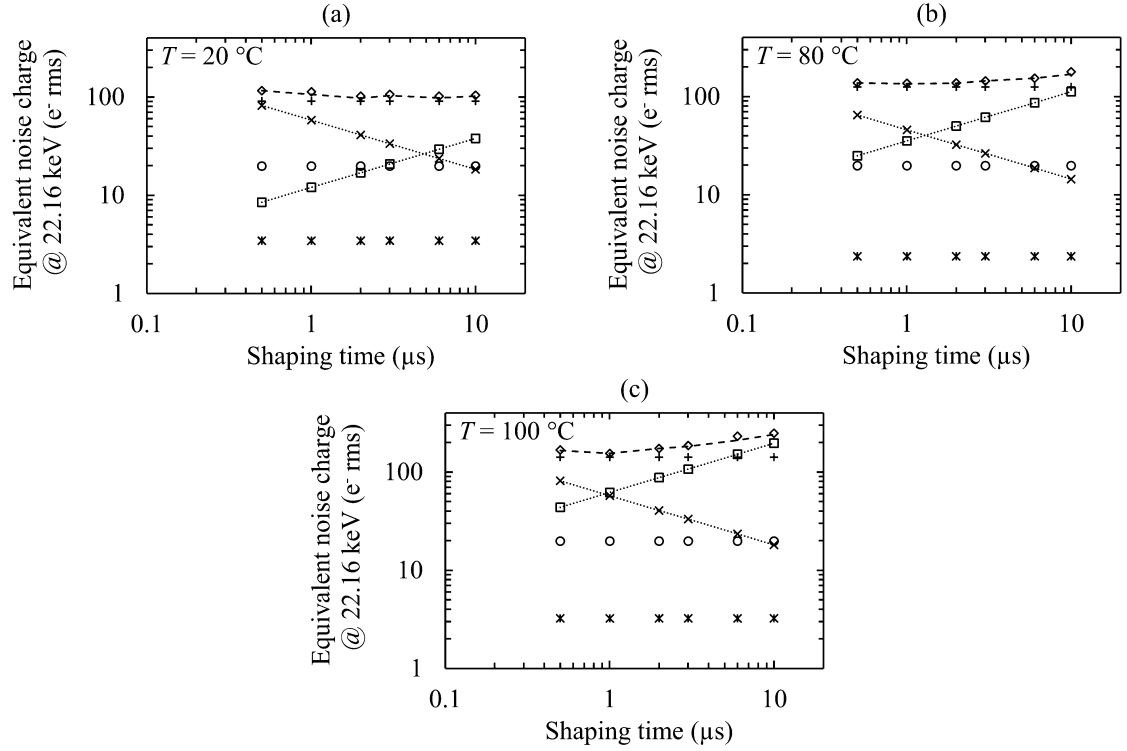 (a)
T = 20 °C
Equivalent noise charge
@ 22.16 keV (e⁻ rms)
100
10
1
0.1
1
10
Shaping time (µs)
(b)
T = 80 °C
Equivalent noise charge
@ 22.16 keV (e⁻ rms)
100
10
1
0.1
1
10
Shaping time (µs)
(c)
T = 100 °C
Equivalent noise charge
@ 22.16 keV (e⁻ rms)
100
10
1
0.1
1
10
Shaping time (µs)